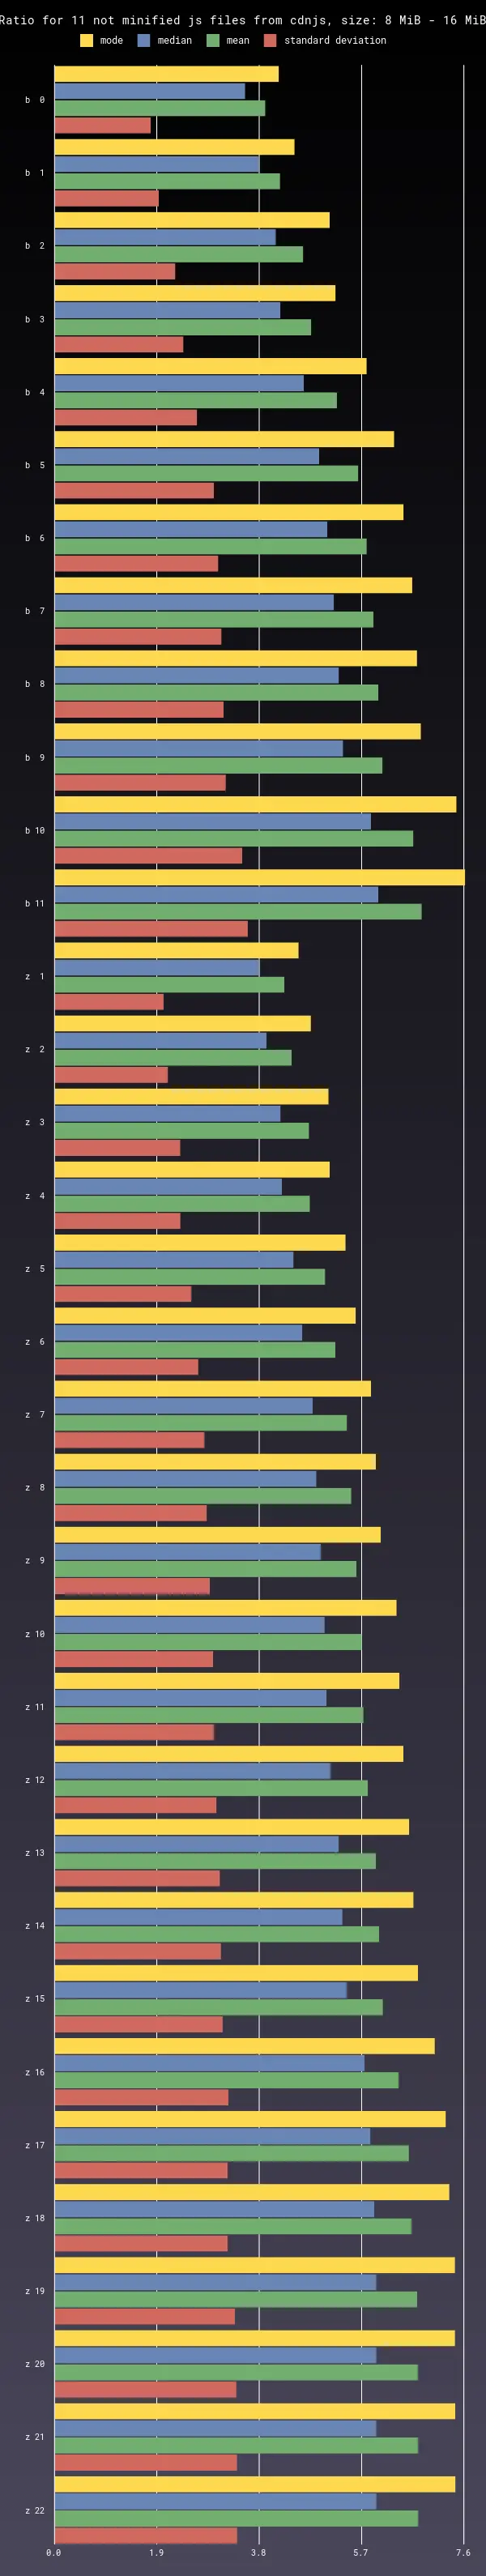 Ratio for 11 not minified js files from cdnjs, size: 8 MiB - 16 MiB
mode median mean standard deviation
b 0
b 1
b 2
b 3
b 4
b 5
b 6
b 7
b 8
b 9
b 10
b 11
z 1
z 2
z 3
z 4
z 5
z 6
z 7
z 8
z 9
z 10
z 11
z 12
z 13
z 14
z 15
z 16
z 17
z 18
z 19
z 20
z 21
z 22
0.0 1.9 3.8 5.7 7.6